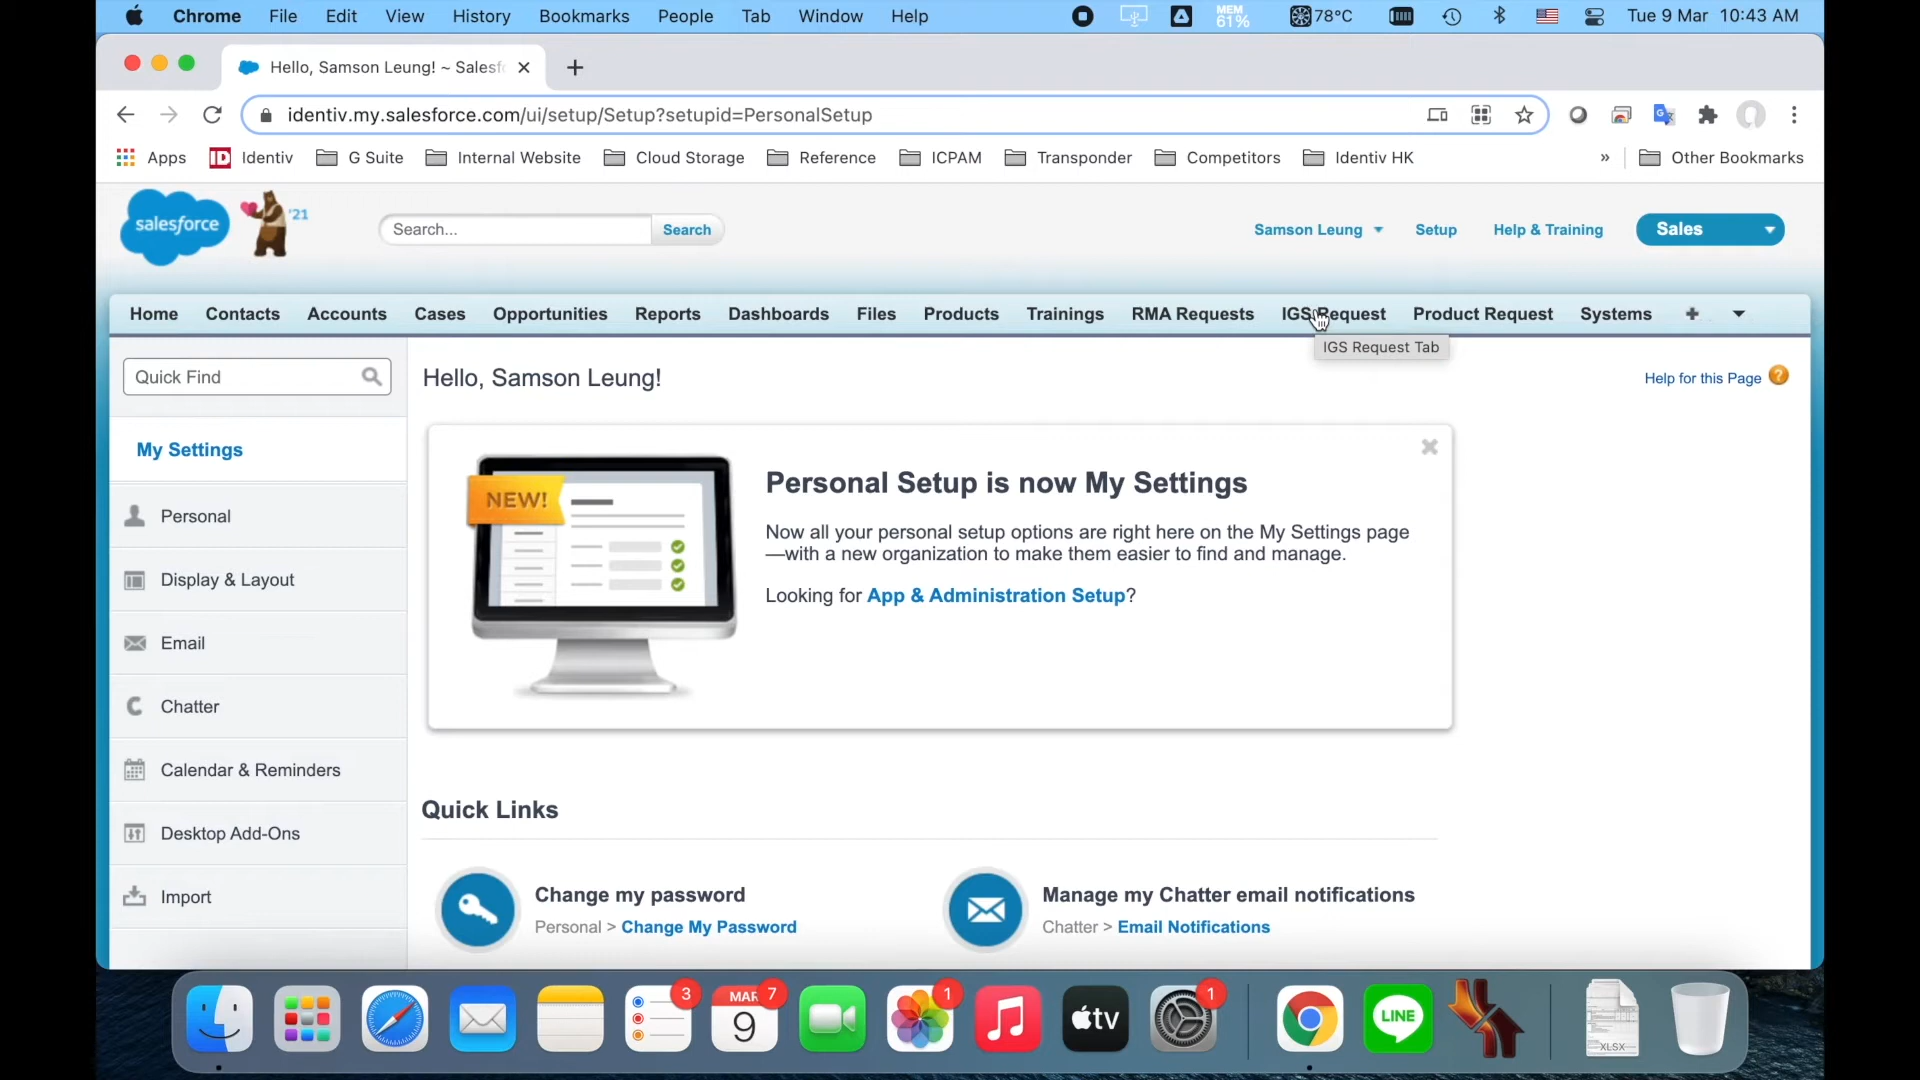 Chrome File Edit View History Bookmarks People Tab Window Help MEM 61% 78°C Tue 9 Mar 10:43 AM
Hello, Samson Leung! ~ Salesf
identiv.my.salesforce.com/ui/setup/Setup?setupid=PersonalSetup
Apps ID Identiv G Suite Internal Website Cloud Storage Reference ICPAM Transponder Competitors Identiv HK » Other Bookmarks
salesforce '21 Search... Search Samson Leung Setup Help & Training Sales
Home Contacts Accounts Cases Opportunities Reports Dashboards Files Products Trainings RMA Requests IGS Request Product Request Systems +
IGS Request Tab
Quick Find
Hello, Samson Leung!
Help for this Page ?
My Settings
Personal
Display & Layout
Email
Chatter
Calendar & Reminders
Desktop Add-Ons
Import
NEW!
Personal Setup is now My Settings
Now all your personal setup options are right here on the My Settings page
—with a new organization to make them easier to find and manage.
Looking for App & Administration Setup?
Quick Links
Change my password
Personal > Change My Password
Manage my Chatter email notifications
Chatter > Email Notifications
3 MAR 7 9 1 tv 1 LINE XLSX